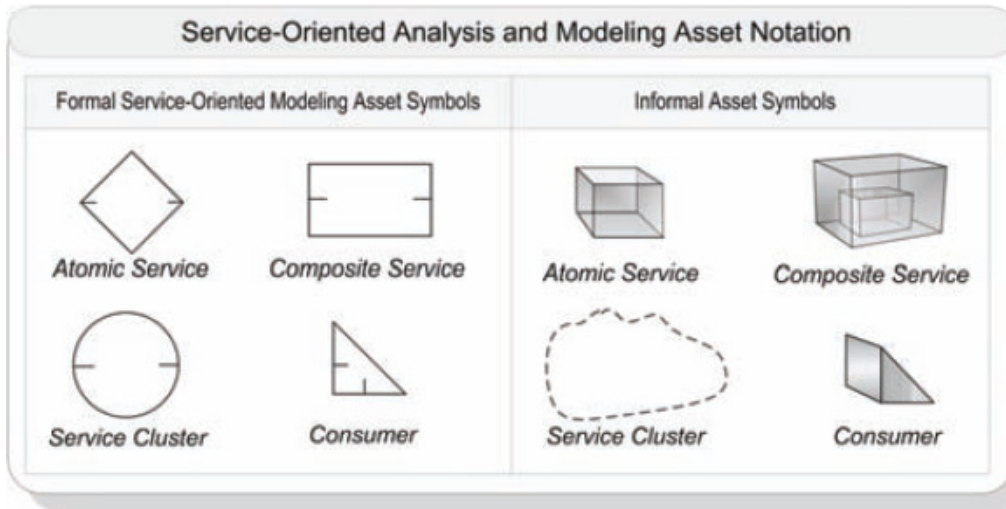 Service-Oriented Analysis and Modeling Asset Notation
Formal Service-Oriented Modeling Asset Symbols
Informal Asset Symbols
Atomic Service
Composite Service
Atomic Service
Composite Service
Service Cluster
Consumer
Service Cluster
Consumer